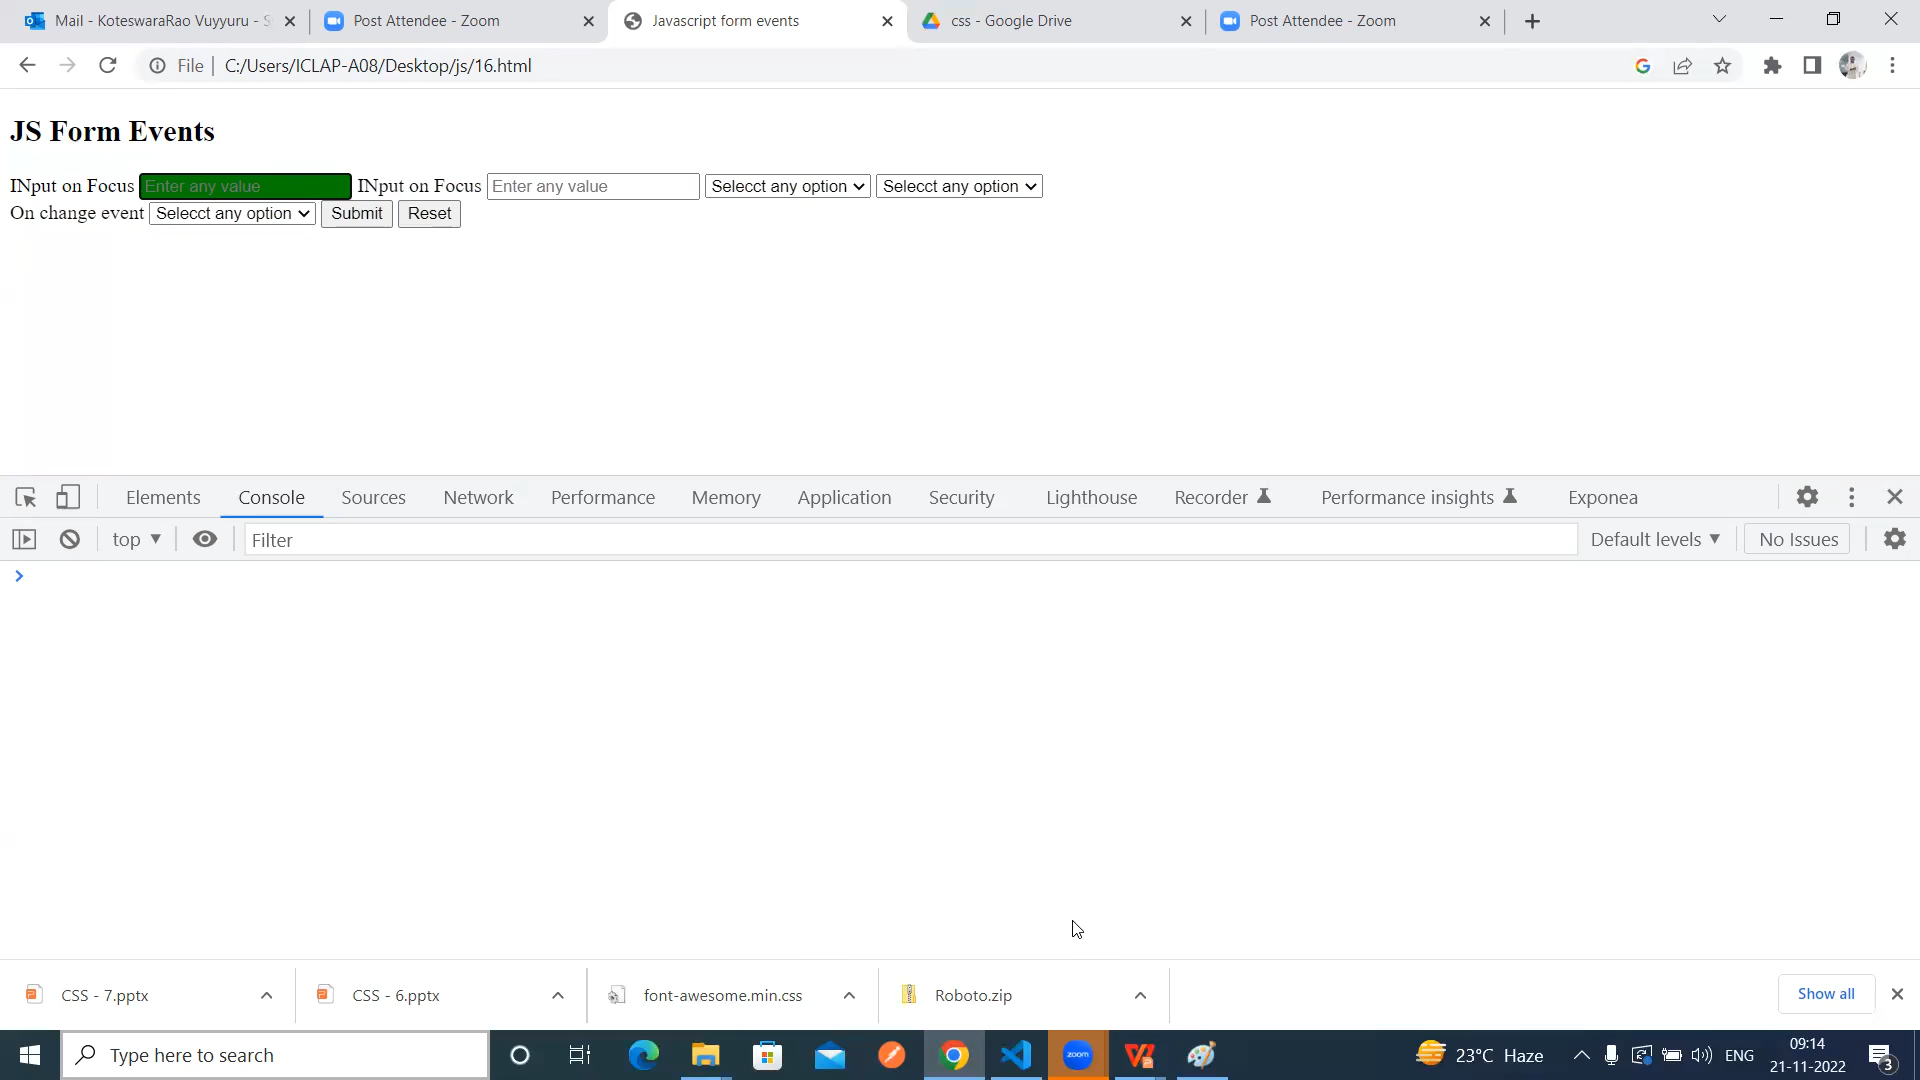 Mail - KoteswaraRao Vuyyuru - S
Post Attendee - Zoom
Javascript form events
css - Google Drive
Post Attendee - Zoom
File
C:/Users/ICLAP-A08/Desktop/js/16.html
JS Form Events
INput on Focus Enter any value INput on Focus Enter any value Selecct any option Selecct any option
On change event Selecct any option Submit Reset
Elements Console Sources Network Performance Memory Application Security Lighthouse Recorder Performance insights Exponea
top Filter Default levels No Issues
CSS - 7.pptx CSS - 6.pptx font-awesome.min.css Roboto.zip Show all
Type here to search
zoom
23°C Haze
ENG
09:14
21-11-2022
3